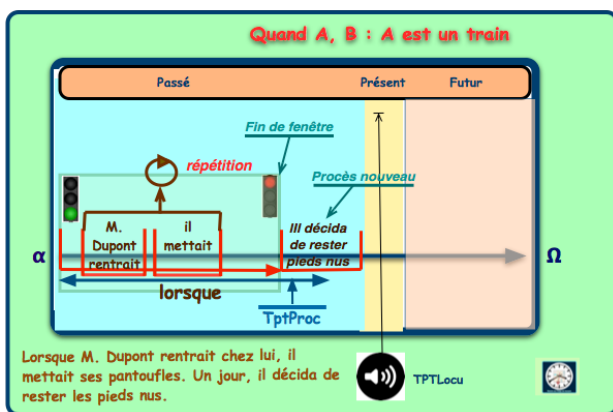 Quand A, B : A est un train
Passé Présent Futur
Fin de fenêtre
répétition
Procès nouveau
M. Dupont rentrait
il mettait
III décida de rester pieds nus
α Ω
lorsque
TptProc
Lorsque M. Dupont rentrait chez lui, il
mettait ses pantoufles. Un jour, il décida de
rester les pieds nus.
TPTLocu